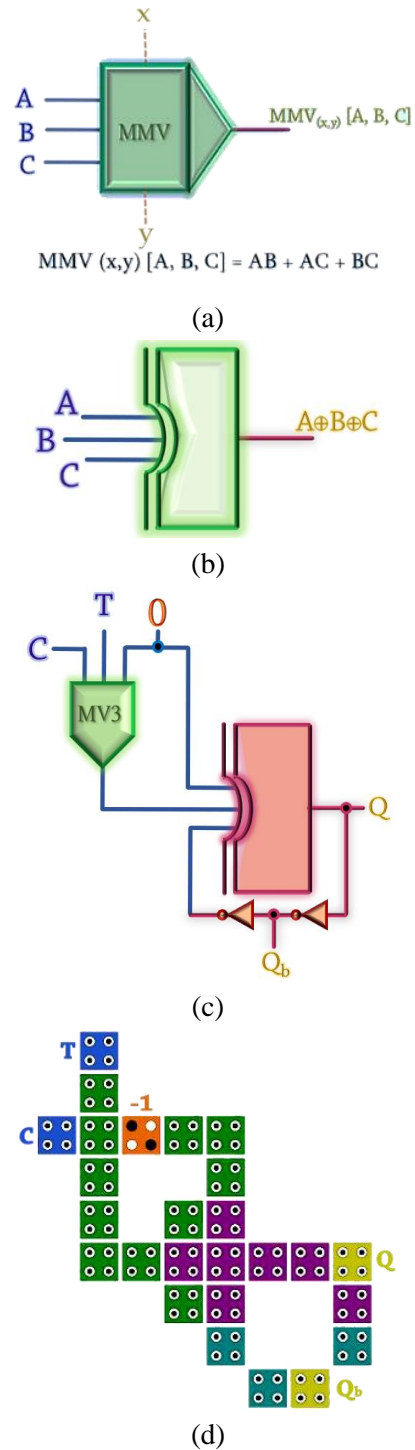 x
A
B
C
MMV
MMV(x,y) [A, B, C]
y
MMV (x,y) [A, B, C] = AB + AC + BC
(a)
A
B
C
A⊕B⊕C
(b)
T
0
C
MV3
Q
Qb
(c)
T
-1
C
Q
Qb
(d)